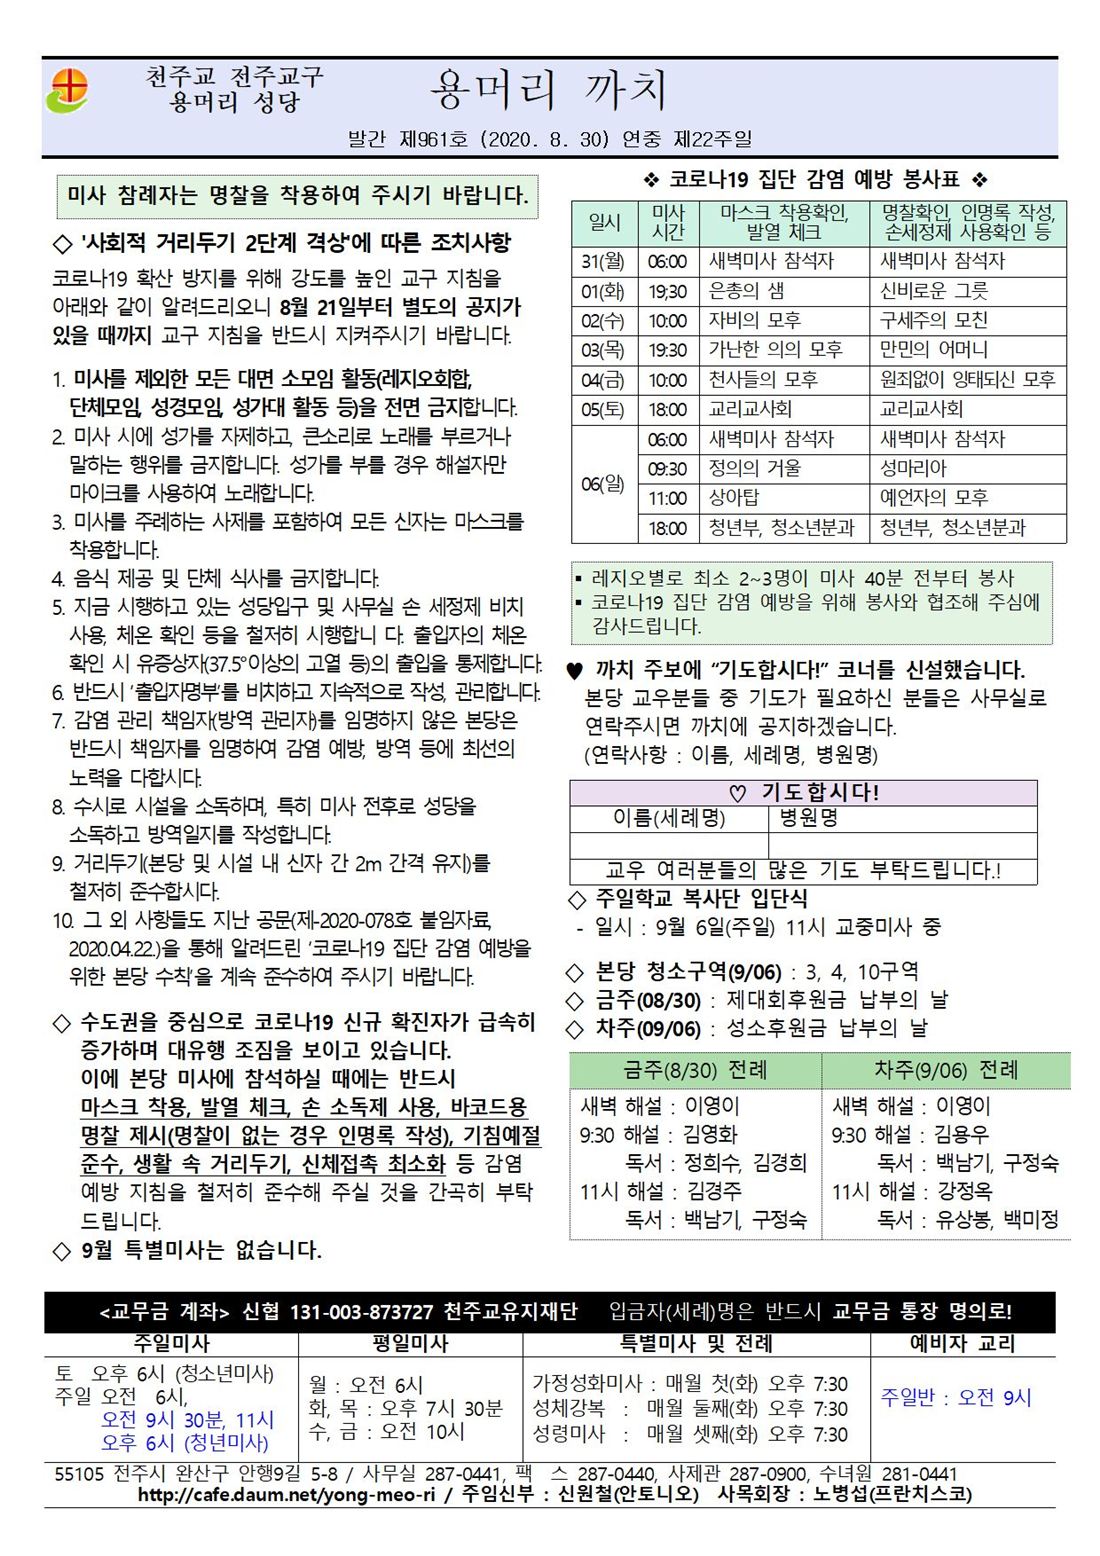 천주교 전주교구
용머리 성당
용머리 까치
발간 제961호 (2020. 8. 30) 연중 제22주일
미사 참례자는 명찰을 착용하여 주시기 바랍니다.
◇ '사회적 거리두기 2단계 격상'에 따른 조치사항
코로나19 확산 방지를 위해 강도를 높인 교구 지침을
아래와 같이 알려드리오니 8월 21일부터 별도의 공지가
있을 때까지 교구 지침을 반드시 지켜주시기 바랍니다.
1. 미사를 제외한 모든 대면 소모임 활동(레지오회합,
단체모임, 성경모임, 성가대 활동 등)을 전면 금지합니다.
2. 미사 시에 성가를 자제하고, 큰소리로 노래를 부르거나
말하는 행위를 금지합니다. 성가를 부를 경우 해설자만
마이크를 사용하여 노래합니다.
3. 미사를 주례하는 사제를 포함하여 모든 신자는 마스크를
착용합니다.
4. 음식 제공 및 단체 식사를 금지합니다.
5. 지금 시행하고 있는 성당입구 및 사무실 손 세정제 비치
사용, 체온 확인 등을 철저히 시행합니 다. 출입자의 체온
확인 시 유증상자(37.5°이상의 고열 등)의 출입을 통제합니다.
6. 반드시 '출입자명부'를 비치하고 지속적으로 작성, 관리합니다.
7. 감염 관리 책임자(방역 관리자)를 임명하지 않은 본당은
반드시 책임자를 임명하여 감염 예방, 방역 등에 최선의
노력을 다합시다.
8. 수시로 시설을 소독하며, 특히 미사 전후로 성당을
소독하고 방역일지를 작성합니다.
9. 거리두기(본당 및 시설 내 신자 간 2m 간격 유지)를
철저히 준수합시다.
10. 그 외 사항들도 지난 공문(제-2020-078호 붙임자료,
2020.04.22.)을 통해 알려드린 '코로나19 집단 감염 예방을
위한 본당 수칙'을 계속 준수하여 주시기 바랍니다.
◇ 수도권을 중심으로 코로나19 신규 확진자가 급속히
증가하며 대유행 조짐을 보이고 있습니다.
이에 본당 미사에 참석하실 때에는 반드시
마스크 착용, 발열 체크, 손 소독제 사용, 바코드용
명찰 제시(명찰이 없는 경우 인명록 작성), 기침예절
준수, 생활 속 거리두기, 신체접촉 최소화 등 감염
예방 지침을 철저히 준수해 주실 것을 간곡히 부탁
드립니다.
◇ 9월 특별미사는 없습니다.
❖ 코로나19 집단 감염 예방 봉사표 ❖
일시 미사 시간 마스크 착용확인, 발열 체크 명찰확인, 인명록 작성, 손세정제 사용확인 등
31(월) 06:00 새벽미사 참석자 새벽미사 참석자
01(화) 19;30 은총의 샘 신비로운 그릇
02(수) 10:00 자비의 모후 구세주의 모친
03(목) 19:30 가난한 의의 모후 만민의 어머니
04(금) 10:00 천사들의 모후 원죄없이 잉태되신 모후
05(토) 18:00 교리교사회 교리교사회
06(일) 06:00 새벽미사 참석자 새벽미사 참석자
09:30 정의의 거울 성마리아
11:00 상아탑 예언자의 모후
18:00 청년부, 청소년분과 청년부, 청소년분과
▪ 레지오별로 최소 2~3명이 미사 40분 전부터 봉사
▪ 코로나19 집단 감염 예방을 위해 봉사와 협조해 주심에
감사드립니다.
♥ 까치 주보에 “기도합시다!” 코너를 신설했습니다.
본당 교우분들 중 기도가 필요하신 분들은 사무실로
연락주시면 까치에 공지하겠습니다.
(연락사항 : 이름, 세례명, 병원명)
♡ 기도합시다!
이름(세례명) 병원명
교우 여러분들의 많은 기도 부탁드립니다.!
◇ 주일학교 복사단 입단식
- 일시 : 9월 6일(주일) 11시 교중미사 중
◇ 본당 청소구역(9/06) : 3, 4, 10구역
◇ 금주(08/30) : 제대회후원금 납부의 날
◇ 차주(09/06) : 성소후원금 납부의 날
금주(8/30) 전례 차주(9/06) 전례
새벽 해설 : 이영이 새벽 해설 : 이영이
9:30 해설 : 김영화 9:30 해설 : 김용우
독서 : 정희수, 김경희 독서 : 백남기, 구정숙
11시 해설 : 김경주 11시 해설 : 강정옥
독서 : 백남기, 구정숙 독서 : 유상봉, 백미정
<교무금 계좌> 신협 131-003-873727 천주교유지재단 입금자(세례)명은 반드시 교무금 통장 명의로!
주일미사 평일미사 특별미사 및 전례 예비자 교리
토 오후 6시 (청소년미사)
주일 오전 6시,
오전 9시 30분, 11시
오후 6시 (청년미사)
월 : 오전 6시
화, 목 : 오후 7시 30분
수, 금 : 오전 10시
가정성화미사 : 매월 첫(화) 오후 7:30
성체강복 : 매월 둘째(화) 오후 7:30
성령미사 : 매월 셋째(화) 오후 7:30
주일반 : 오전 9시
55105 전주시 완산구 안행9길 5-8 / 사무실 287-0441, 팩 스 287-0440, 사제관 287-0900, 수녀원 281-0441
http://cafe.daum.net/yong-meo-ri / 주임신부 : 신원철(안토니오) 사목회장 : 노병섭(프란치스코)